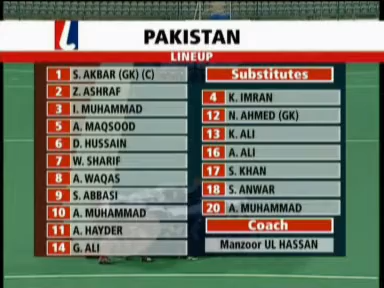 PAKISTAN
LINEUP
1 S. AKBAR (GK) (C)
2 Z. ASHRAF
3 I. MUHAMMAD
5 A. MAQSOOD
6 D. HUSSAIN
7 W. SHARIF
8 A. WAQAS
9 S. ABBASI
10 A. MUHAMMAD
11 A. HAYDER
14 G. ALI
Substitutes
4 K. IMRAN
12 N. AHMED (GK)
13 K. ALI
16 A. ALI
17 S. KHAN
18 S. ANWAR
20 A. MUHAMMAD
Coach
Manzoor UL HASSAN